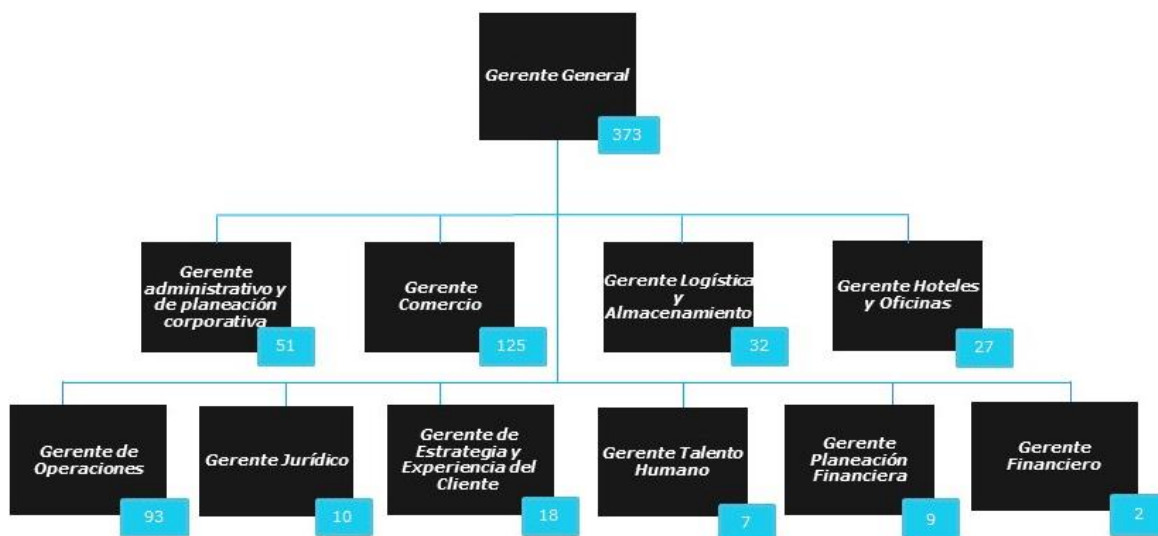 Gerente General
373
Gerente
administrativo y
de planeación
corporativa
51
Gerente
Comercio
125
Gerente Logística
y
Almacenamiento
32
Gerente Hoteles
y Oficinas
27
Gerente de
Operaciones
93
Gerente Jurídico
10
Gerente de
Estrategia y
Experiencia del
Cliente
18
Gerente Talento
Humano
7
Gerente
Planeación
Financiera
9
Gerente
Financiero
2